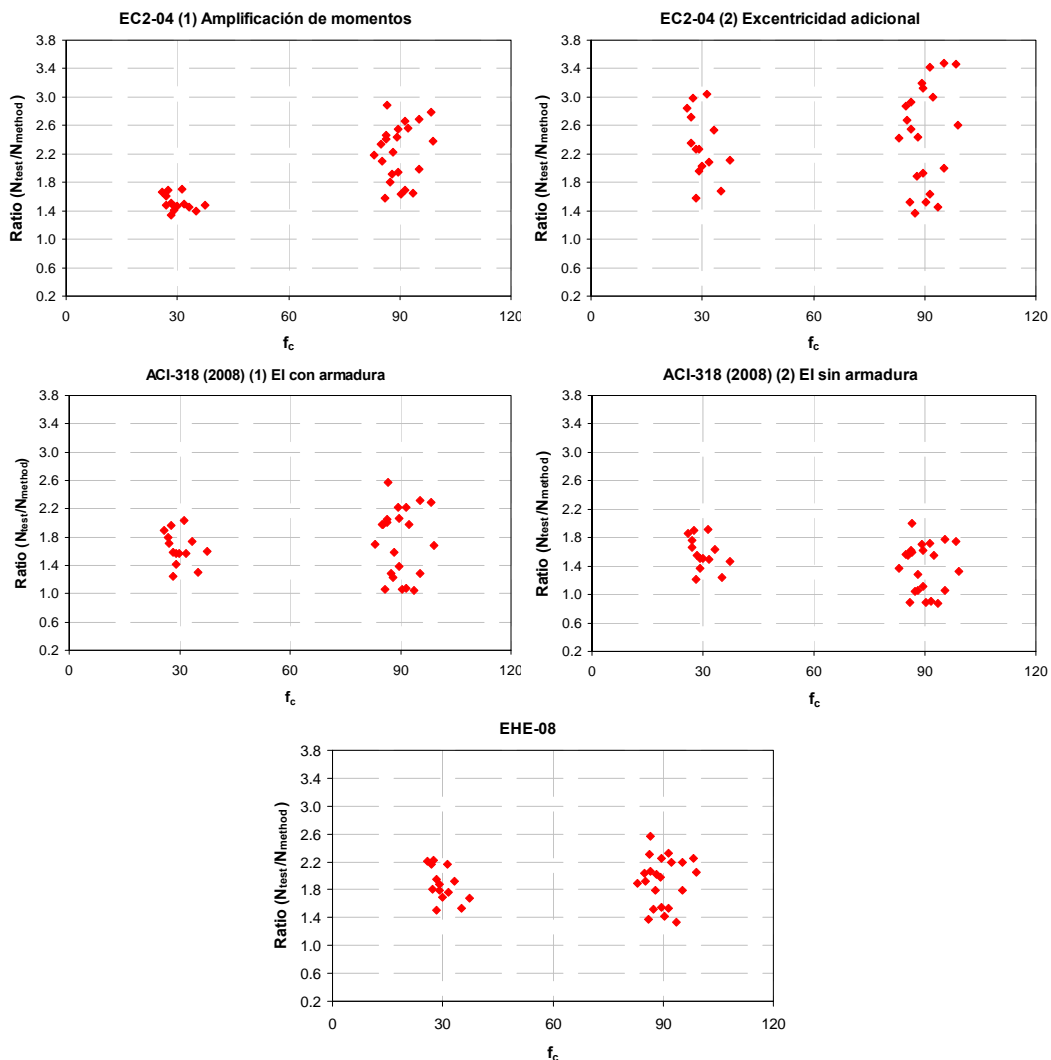 EC2-04 (1) Amplificación de momentos
Ratio (Ntest/Nmethod)
3.8
3.4
3.0
2.6
2.2
1.8
1.4
1.0
0.6
0.2
0 30 60 90 120
fc
EC2-04 (2) Excentricidad adicional
Ratio (Ntest/Nmethod)
3.8
3.4
3.0
2.6
2.2
1.8
1.4
1.0
0.6
0.2
0 30 60 90 120
fc
ACI-318 (2008) (1) EI con armadura
Ratio (Ntest/Nmethod)
3.8
3.4
3.0
2.6
2.2
1.8
1.4
1.0
0.6
0.2
0 30 60 90 120
fc
ACI-318 (2008) (2) EI sin armadura
Ratio (Ntest/Nmethod)
3.8
3.4
3.0
2.6
2.2
1.8
1.4
1.0
0.6
0.2
0 30 60 90 120
fc
EHE-08
Ratio (Ntest/Nmethod)
3.8
3.4
3.0
2.6
2.2
1.8
1.4
1.0
0.6
0.2
0 30 60 90 120
fc